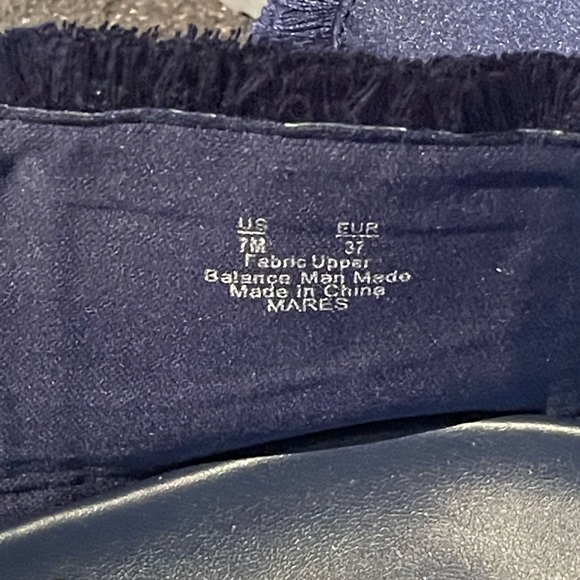 US EUR
7M 37
Fabric Upper
Balance Man Made
Made in China
MARES